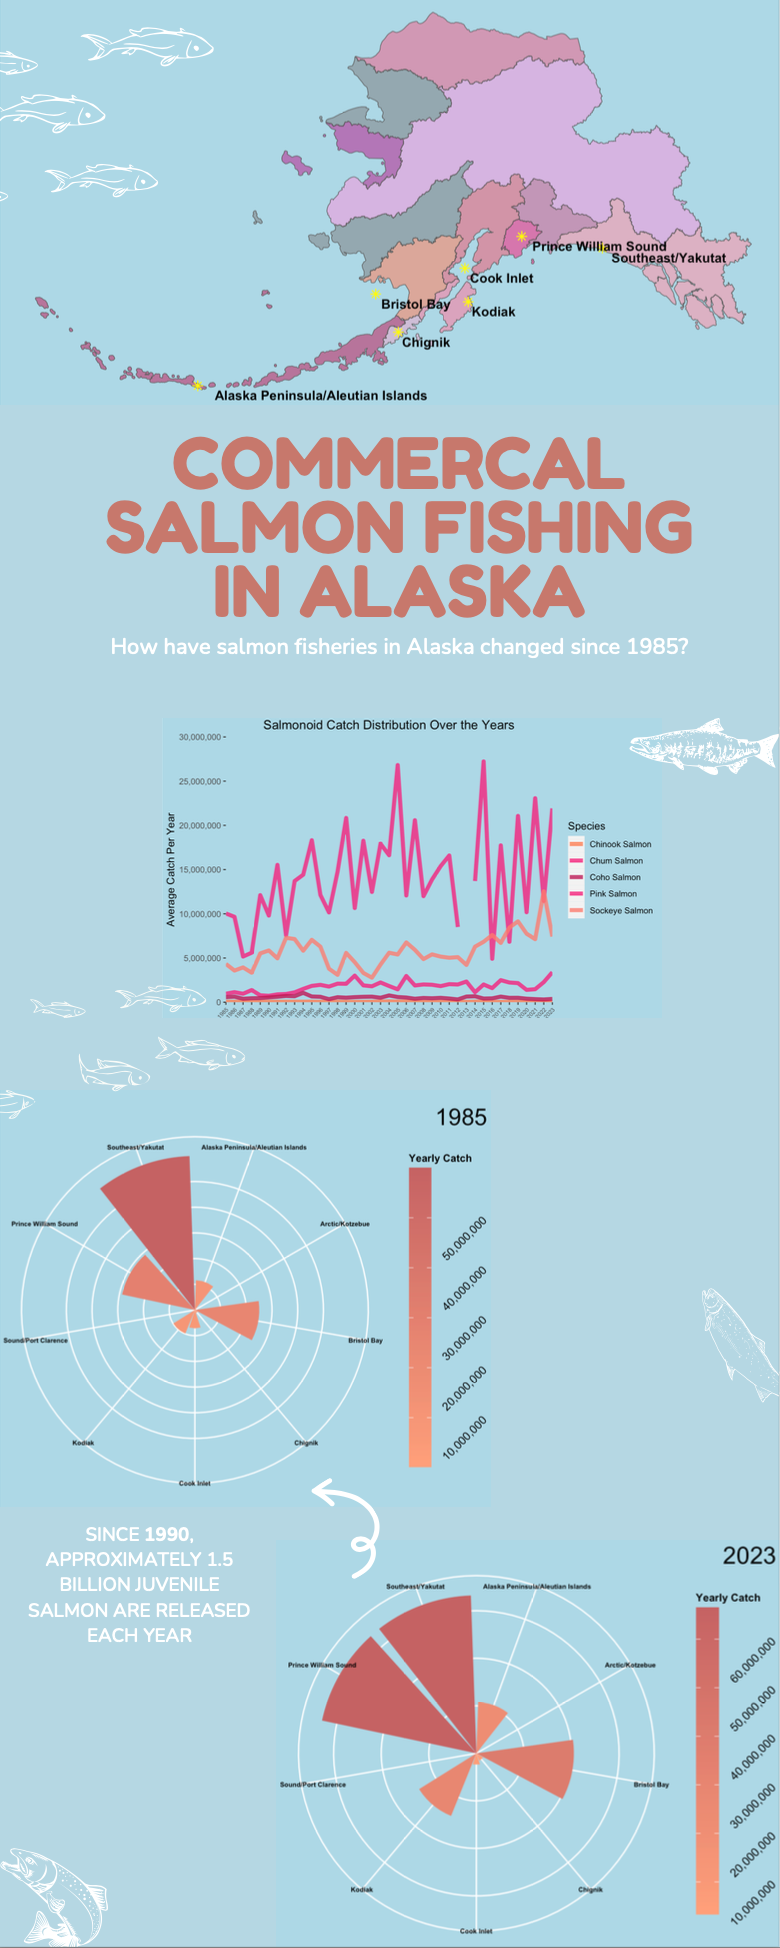 Prince William Sound
Southeast/Yakutat
Cook Inlet
Bristol Bay
Kodiak
Chignik
Alaska Peninsula/Aleutian Islands
COMMERCAL
SALMON FISHING
IN ALASKA
How have salmon fisheries in Alaska changed since 1985?
Salmonoid Catch Distribution Over the Years
30,000,000
25,000,000
20,000,000
15,000,000
10,000,000
5,000,000
0
Average Catch Per Year
Species
Chinook Salmon
Chum Salmon
Coho Salmon
Pink Salmon
Sockeye Salmon
1985
Southeast/Yakutat
Alaska Peninsula/Aleutian Islands
Prince William Sound
Arctic/Kotzebue
Sound/Port Clarence
Bristol Bay
Kodiak
Chignik
Cook Inlet
Yearly Catch
50,000,000
40,000,000
30,000,000
20,000,000
10,000,000
SINCE 1990,
APPROXIMATELY 1.5
BILLION JUVENILE
SALMON ARE RELEASED
EACH YEAR
2023
Southeast/Yakutat
Alaska Peninsula/Aleutian Islands
Prince William Sound
Arctic/Kotzebue
Sound/Port Clarence
Bristol Bay
Kodiak
Chignik
Cook Inlet
Yearly Catch
60,000,000
50,000,000
40,000,000
30,000,000
20,000,000
10,000,000